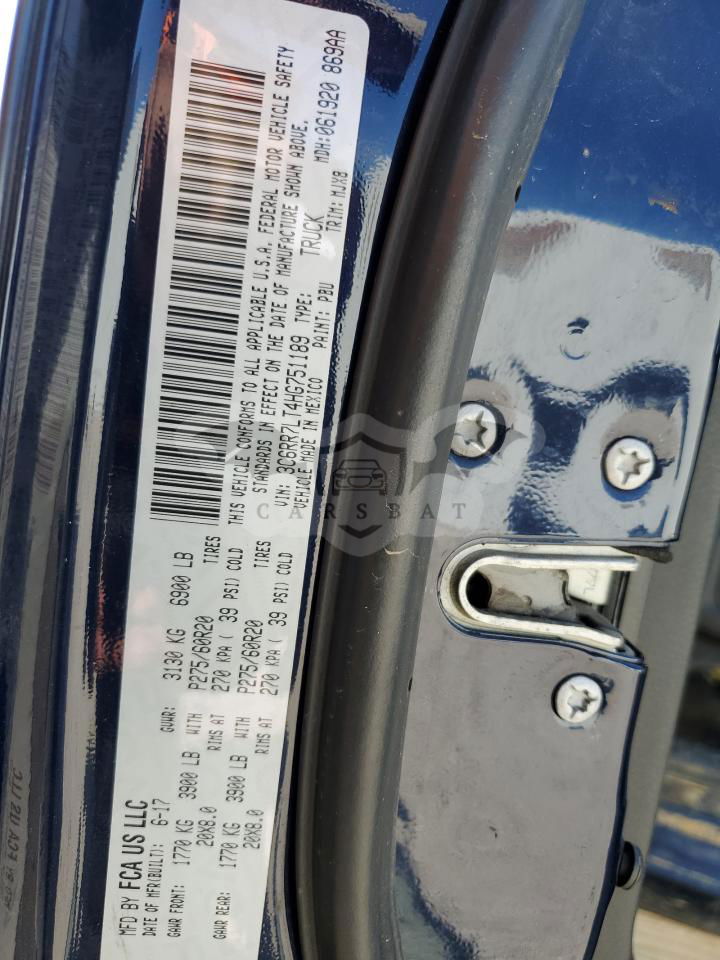 MFD BY FCA US LLC
DATE OF MFR(BUILT): 6-17 GVWR: 3130 KG 6900 LB
GAWR FRONT: 1770 KG 3900 LB WITH P275/60R20 TIRES
20X8.0 RIMS AT 270 KPA ( 39 PSI) COLD
GAWR REAR: 1770 KG 3900 LB WITH P275/60R20 TIRES
20X8.0 RIMS AT 270 KPA ( 39 PSI) COLD
THIS VEHICLE CONFORMS TO ALL APPLICABLE U.S.A. FEDERAL MOTOR VEHICLE SAFETY
STANDARDS IN EFFECT ON THE DATE OF MANUFACTURE SHOWN ABOVE.
VIN: 3C6RR7LT4HG751189 TYPE: TRUCK MDH:061920 869AA
VEHICLE MADE IN MEXICO PAINT: PBU TRIM: MJX8
CARSBAT